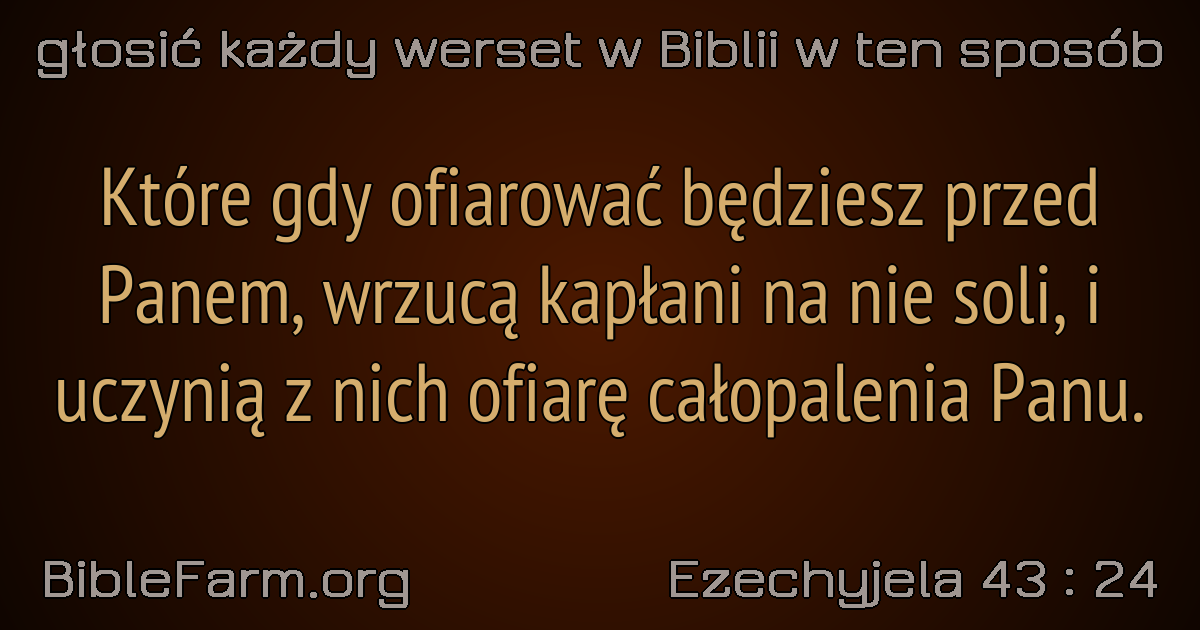 głosić każdy werset w Biblii w ten sposób
Które gdy ofiarować będziesz przed
Panem, wrzucą kapłani na nie soli, i
uczynią z nich ofiarę całopalenia Panu.
BibleFarm.org
Ezechyjela 43 : 24